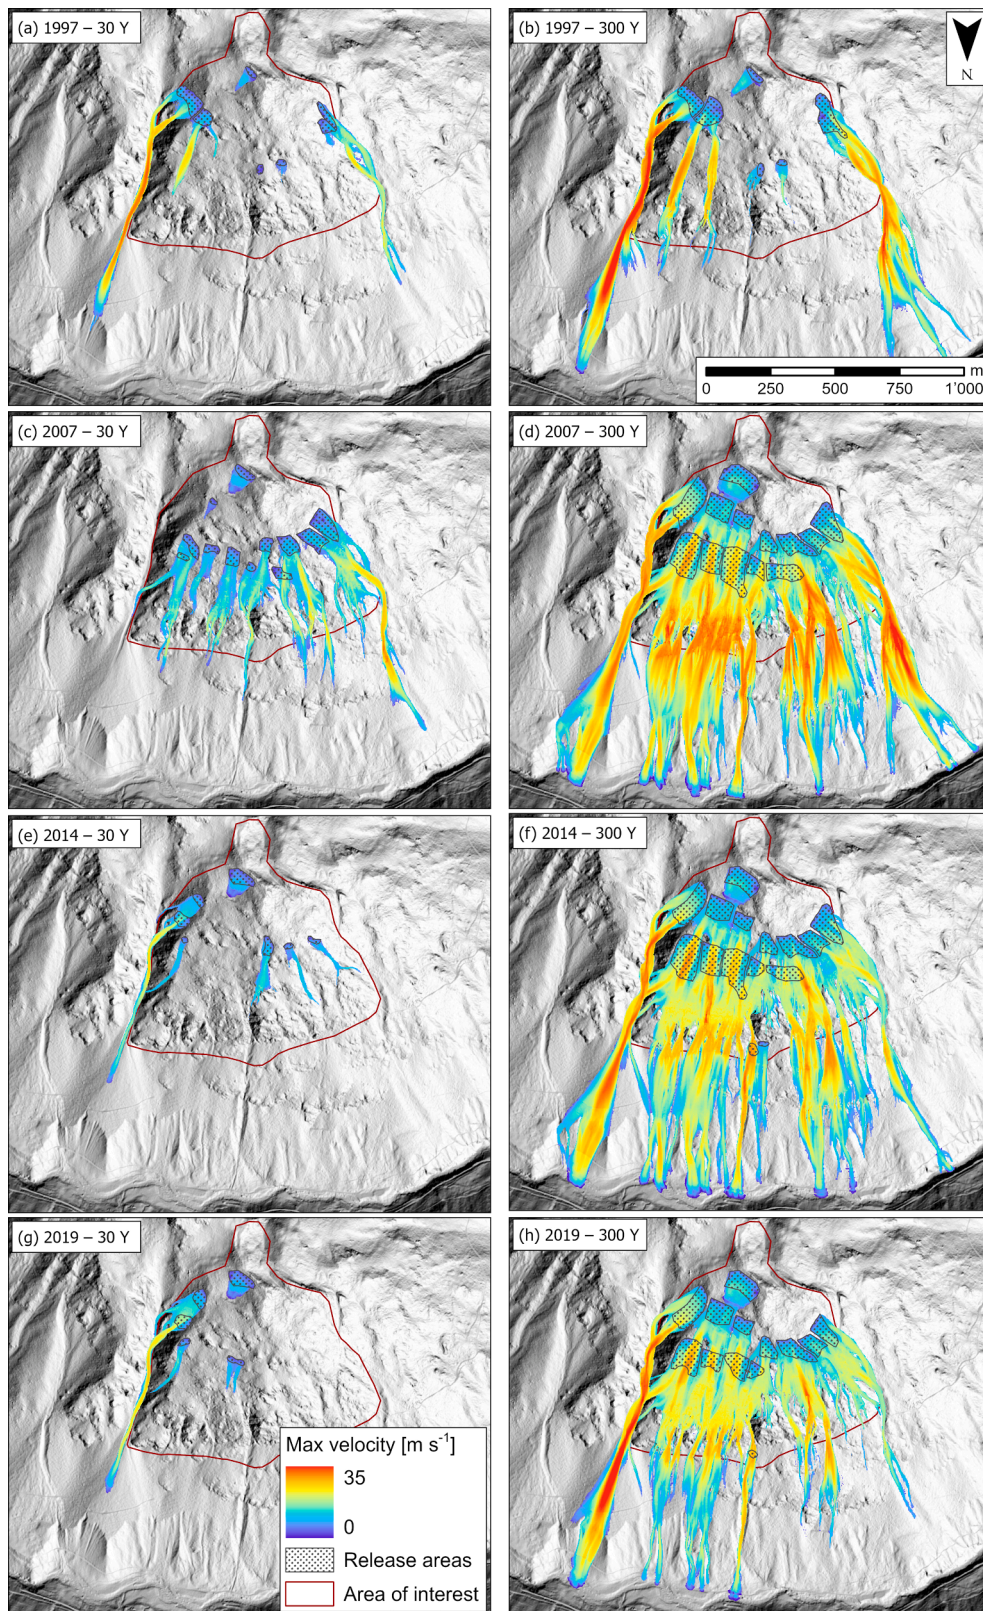 (a) 1997 – 30 Y
(b) 1997 – 300 Y
N
m
0 250 500 750 1'000
(c) 2007 – 30 Y
(d) 2007 – 300 Y
(e) 2014 – 30 Y
(f) 2014 – 300 Y
(g) 2019 – 30 Y
(h) 2019 – 300 Y
Max velocity [m s⁻¹]
35
0
Release areas
Area of interest